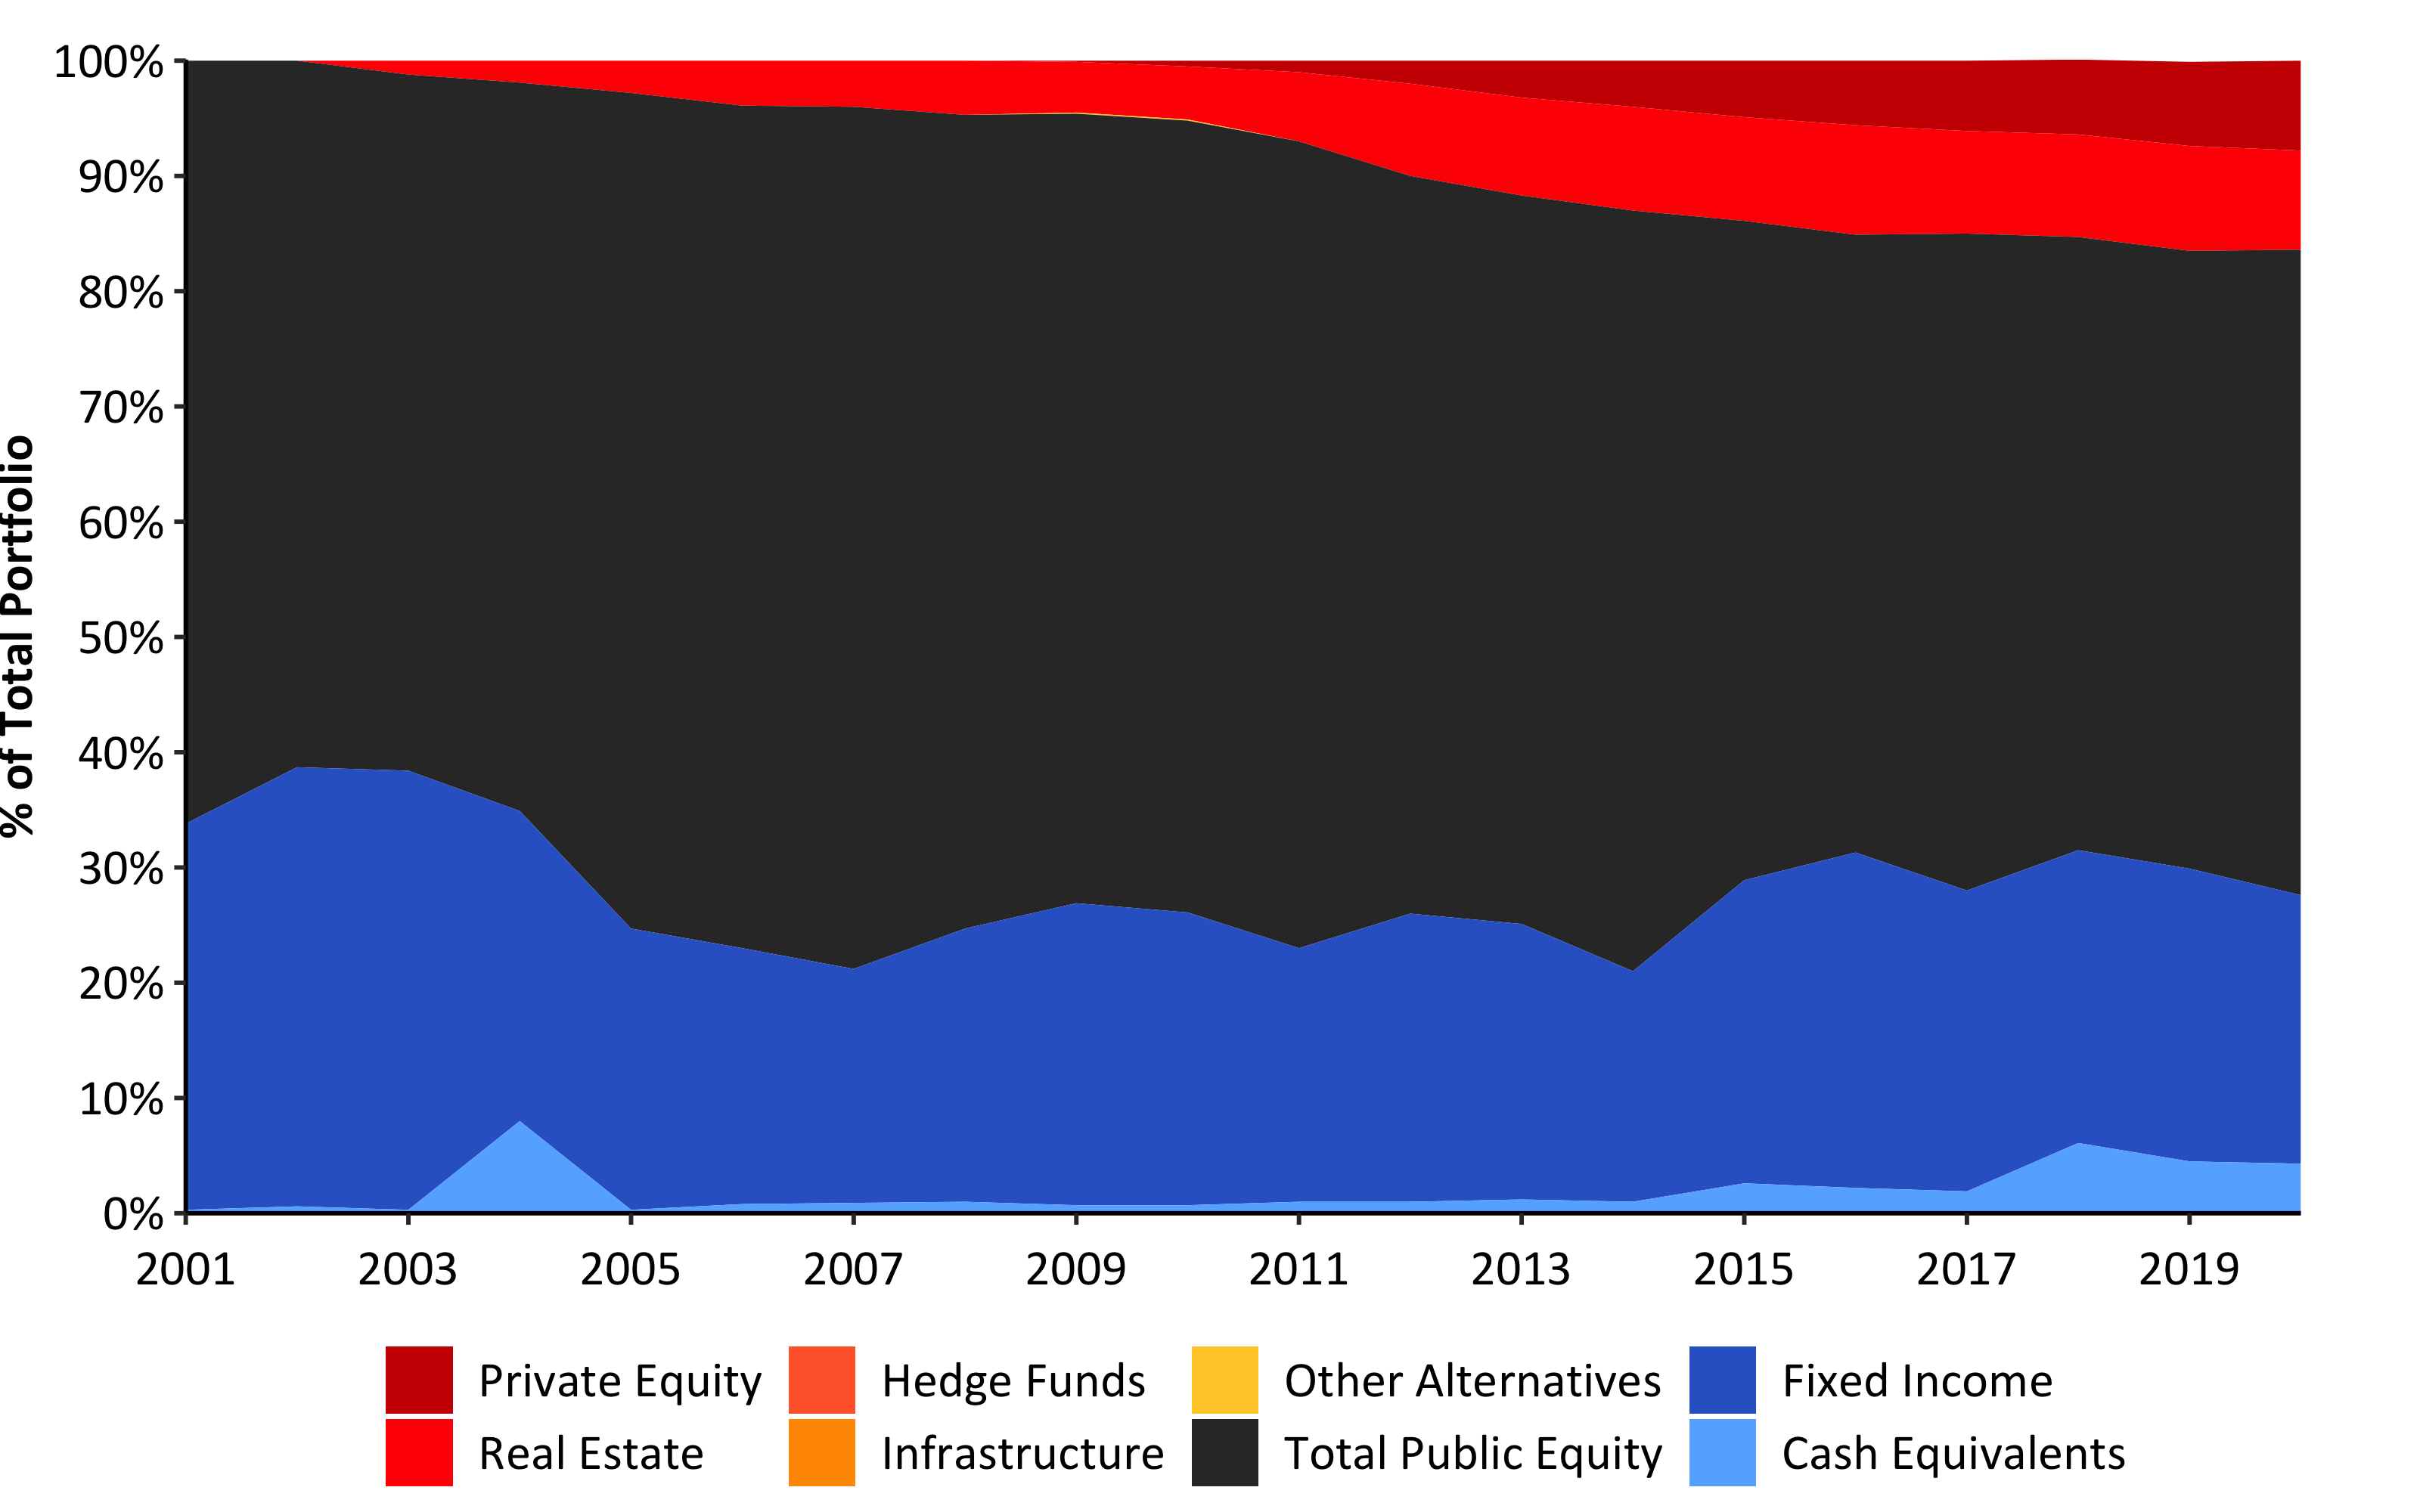 100%
90%
80%
70%
60%
50%
40%
30%
20%
10%
0%
% of Total Portfolio
2001 2003 2005 2007 2009 2011 2013 2015 2017 2019
Private Equity Hedge Funds Other Alternatives Fixed Income
Real Estate Infrastructure Total Public Equity Cash Equivalents